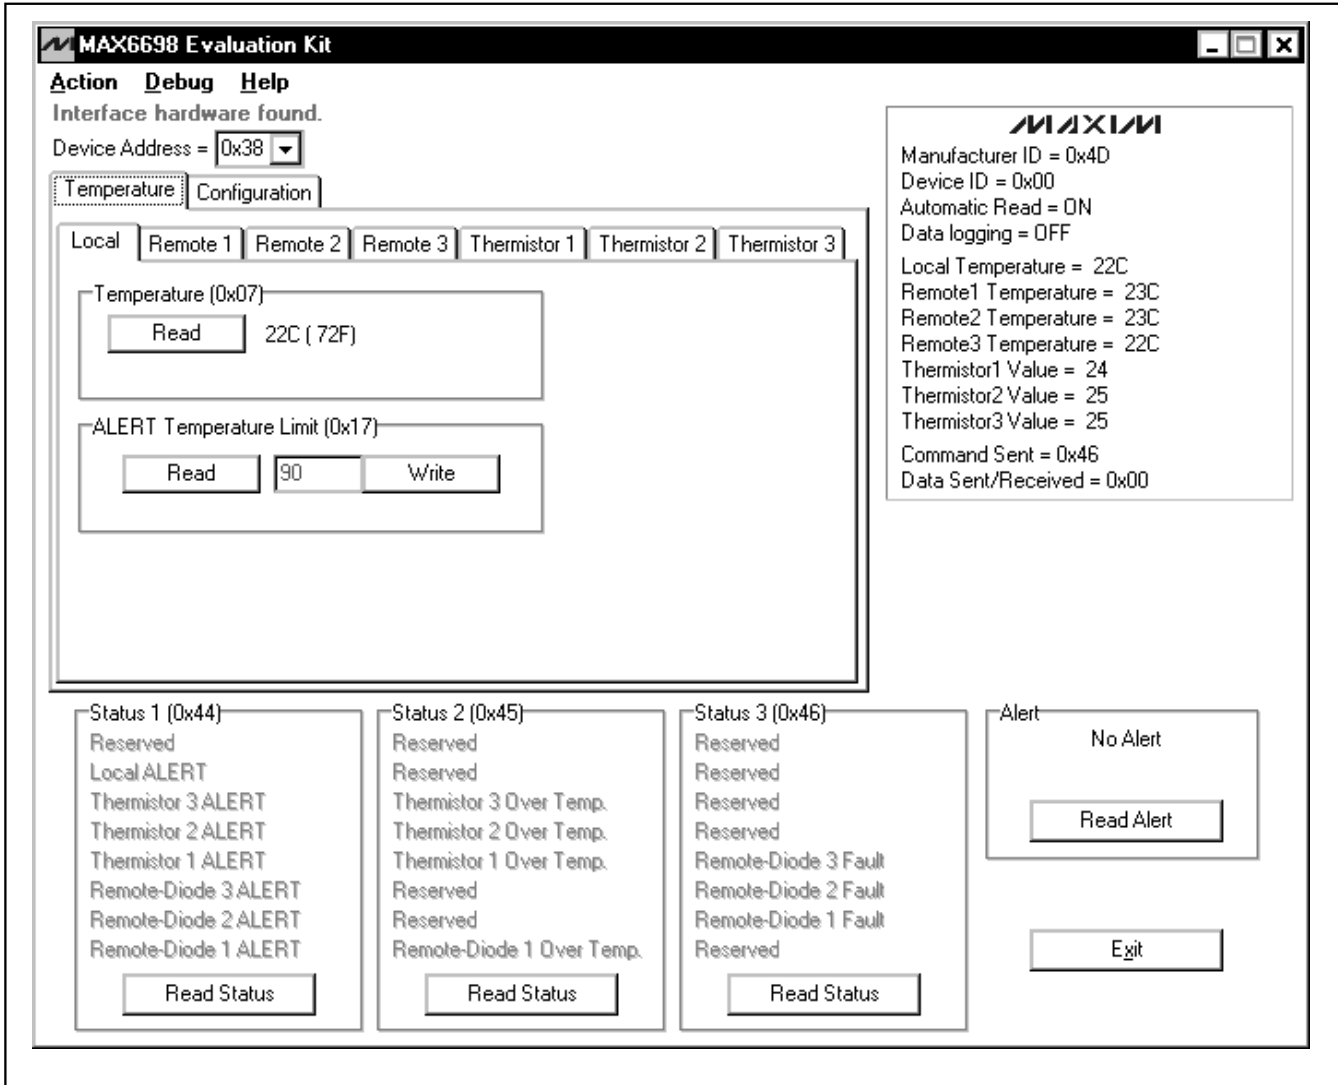 MAX6698 Evaluation Kit
Action Debug Help
Interface hardware found.
Device Address = 0x38
Temperature Configuration
Local Remote 1 Remote 2 Remote 3 Thermistor 1 Thermistor 2 Thermistor 3
Temperature (0x07)
Read 22C ( 72F)
ALERT Temperature Limit (0x17)
Read 90 Write
MAXIM
Manufacturer ID = 0x4D
Device ID = 0x00
Automatic Read = ON
Data logging = OFF
Local Temperature = 22C
Remote1 Temperature = 23C
Remote2 Temperature = 23C
Remote3 Temperature = 22C
Thermistor1 Value = 24
Thermistor2 Value = 25
Thermistor3 Value = 25
Command Sent = 0x46
Data Sent/Received = 0x00
Status 1 (0x44)
Reserved
Local ALERT
Thermistor 3 ALERT
Thermistor 2 ALERT
Thermistor 1 ALERT
Remote-Diode 3 ALERT
Remote-Diode 2 ALERT
Remote-Diode 1 ALERT
Read Status
Status 2 (0x45)
Reserved
Reserved
Thermistor 3 Over Temp.
Thermistor 2 Over Temp.
Thermistor 1 Over Temp.
Reserved
Reserved
Remote-Diode 1 Over Temp.
Read Status
Status 3 (0x46)
Reserved
Reserved
Reserved
Reserved
Remote-Diode 3 Fault
Remote-Diode 2 Fault
Remote-Diode 1 Fault
Reserved
Read Status
Alert
No Alert
Read Alert
Exit